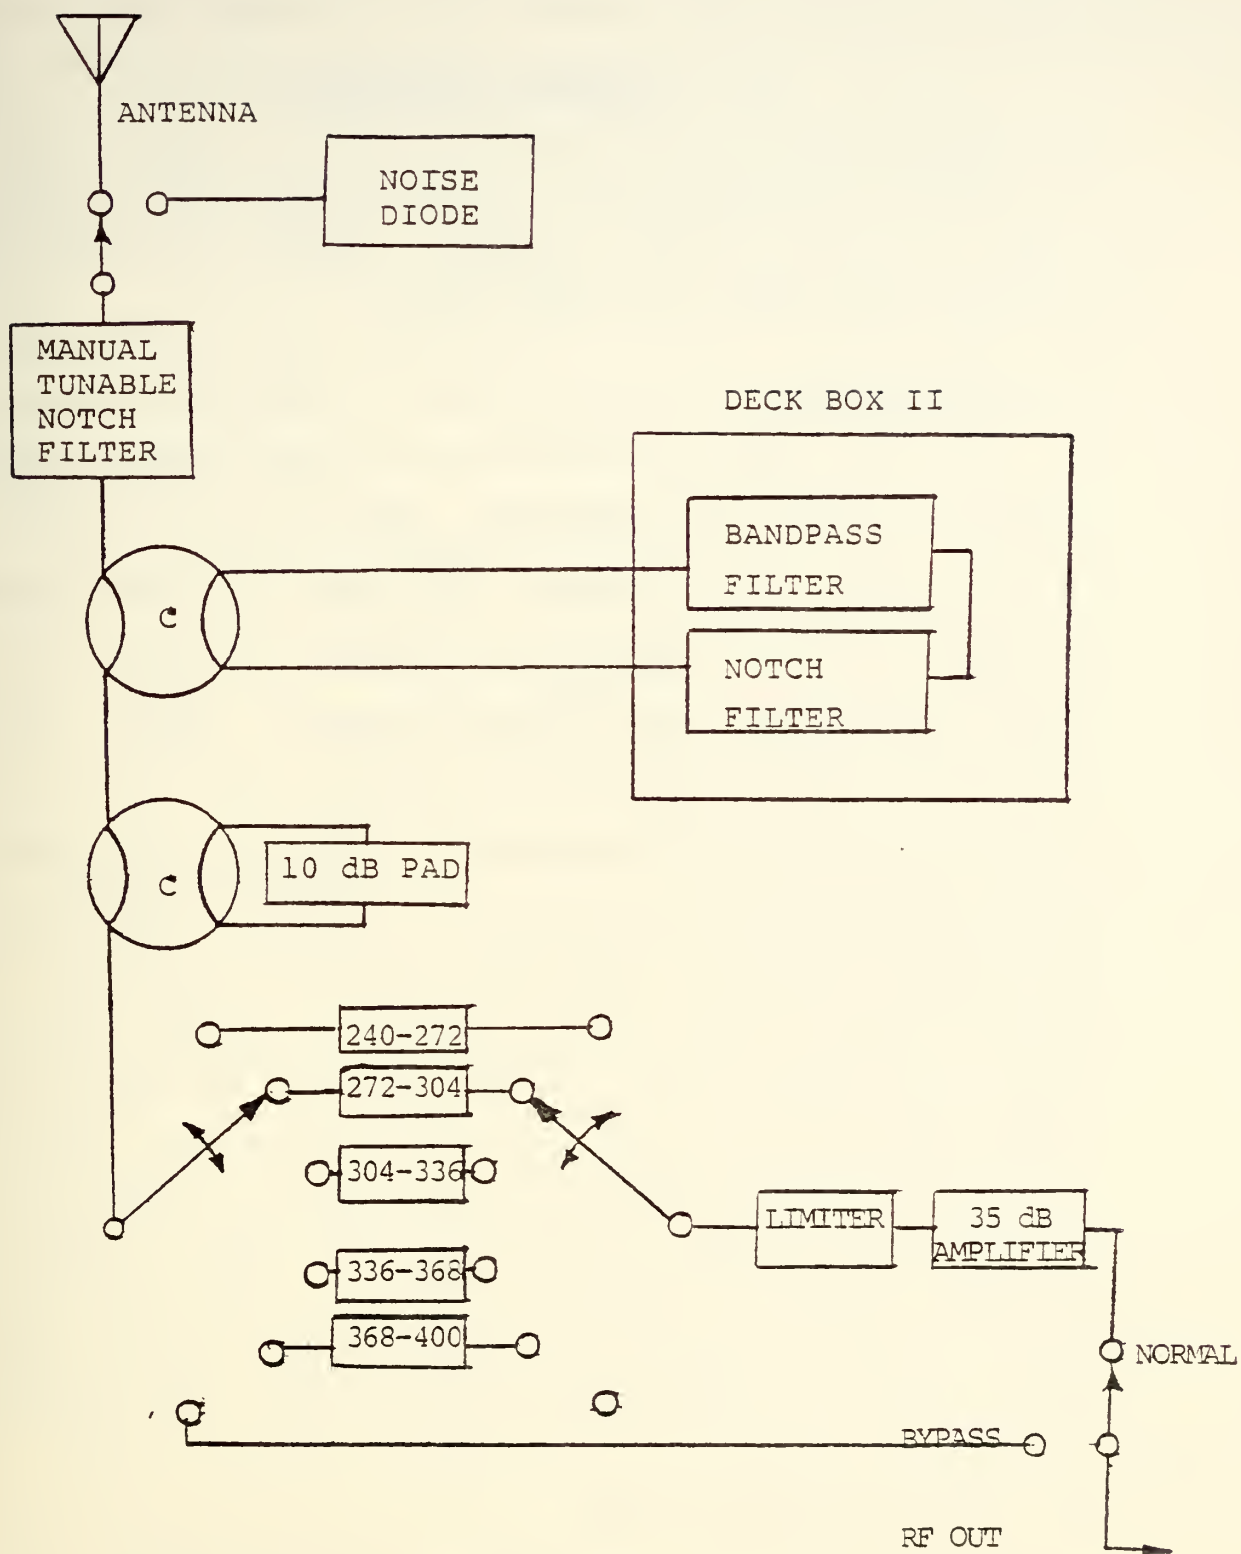 ANTENNA
NOISE
DIODE
MANUAL
TUNABLE
NOTCH
FILTER
DECK BOX II
BANDPASS
FILTER
C
NOTCH
FILTER
10 dB PAD
C
240-272
272-304
304-336
336-368
368-400
LIMITER
35 dB
AMPLIFIER
NORMAL
BYPASS
RF OUT